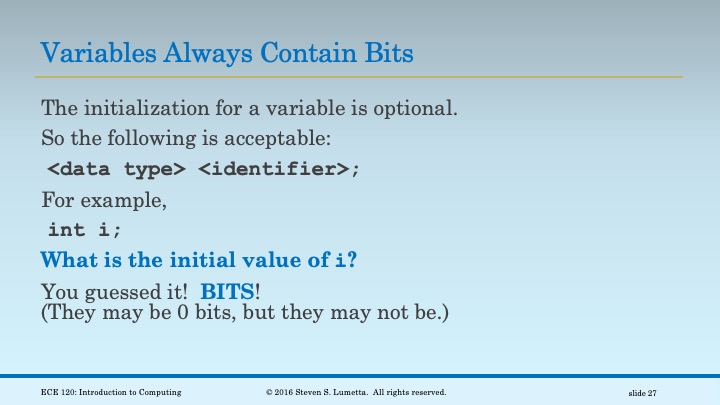 Variables Always Contain Bits
The initialization for a variable is optional.
So the following is acceptable:
<data type> <identifier>;
For example,
int i;
What is the initial value of i?
You guessed it!  BITS!
(They may be 0 bits, but they may not be.)
ECE 120: Introduction to Computing
© 2016 Steven S. Lumetta.  All rights reserved.
slide 27